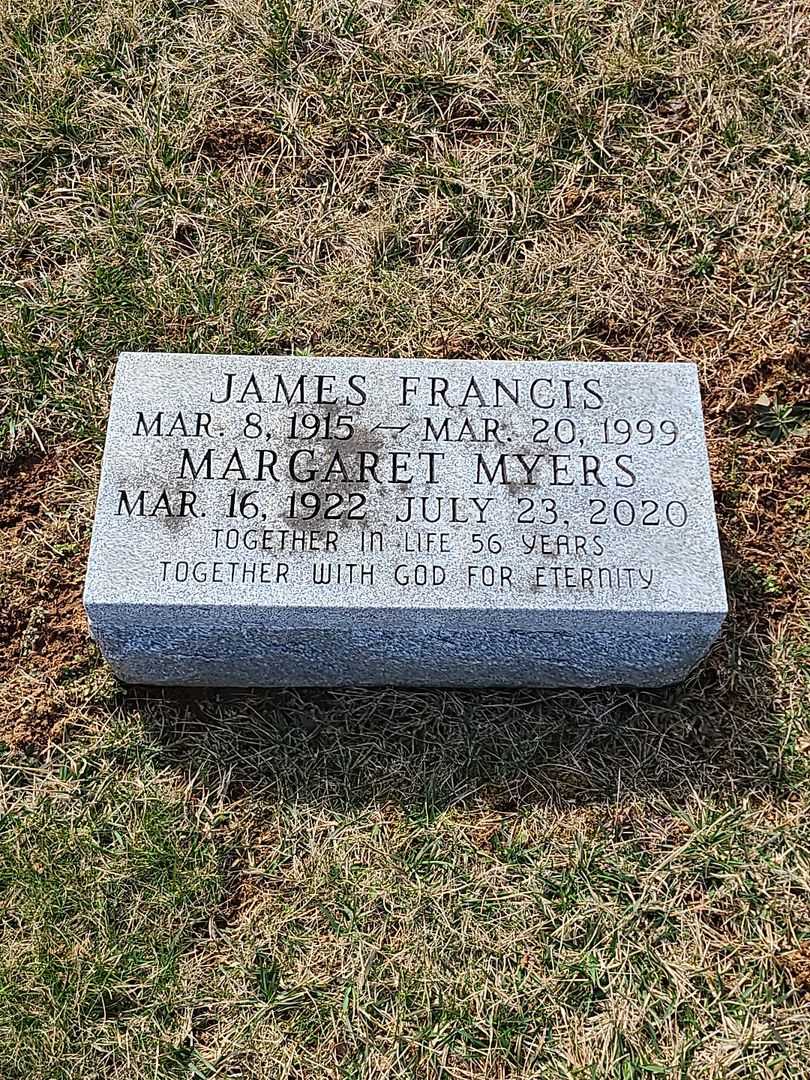 JAMES FRANCIS
MAR. 8, 1915 ~ MAR. 20, 1999
MARGARET MYERS
MAR. 16, 1922 JULY 23, 2020
TOGETHER IN LIFE 56 YEARS
TOGETHER WITH GOD FOR ETERNITY